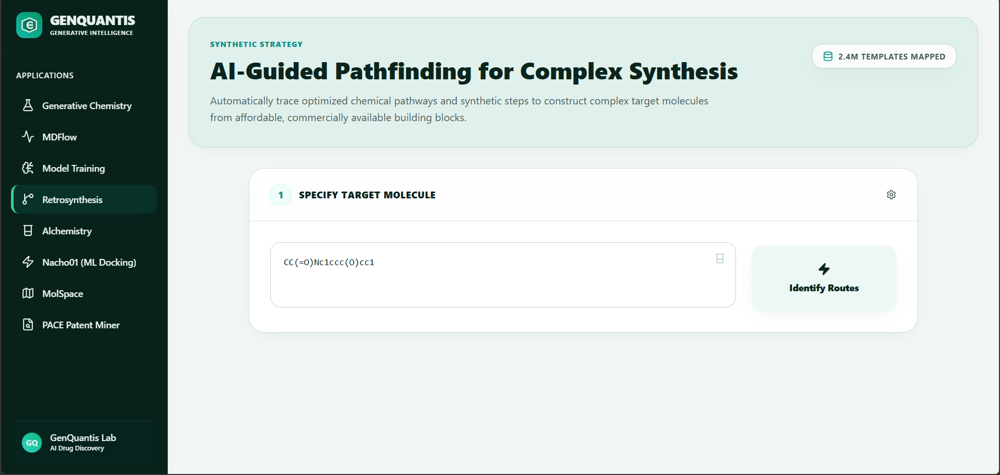 GENQUANTIS
GENERATIVE INTELLIGENCE
APPLICATIONS
Generative Chemistry
MDFlow
Model Training
Retrosynthesis
Alchemistry
Nacho01 (ML Docking)
MolSpace
PACE Patent Miner
GQ
GenQuantis Lab
AI Drug Discovery
SYNTHETIC STRATEGY
AI-Guided Pathfinding for Complex Synthesis
Automatically trace optimized chemical pathways and synthetic steps to construct complex target molecules
from affordable, commercially available building blocks.
2.4M TEMPLATES MAPPED
1 SPECIFY TARGET MOLECULE
CC(=O)Nc1ccc(O)cc1
Identify Routes